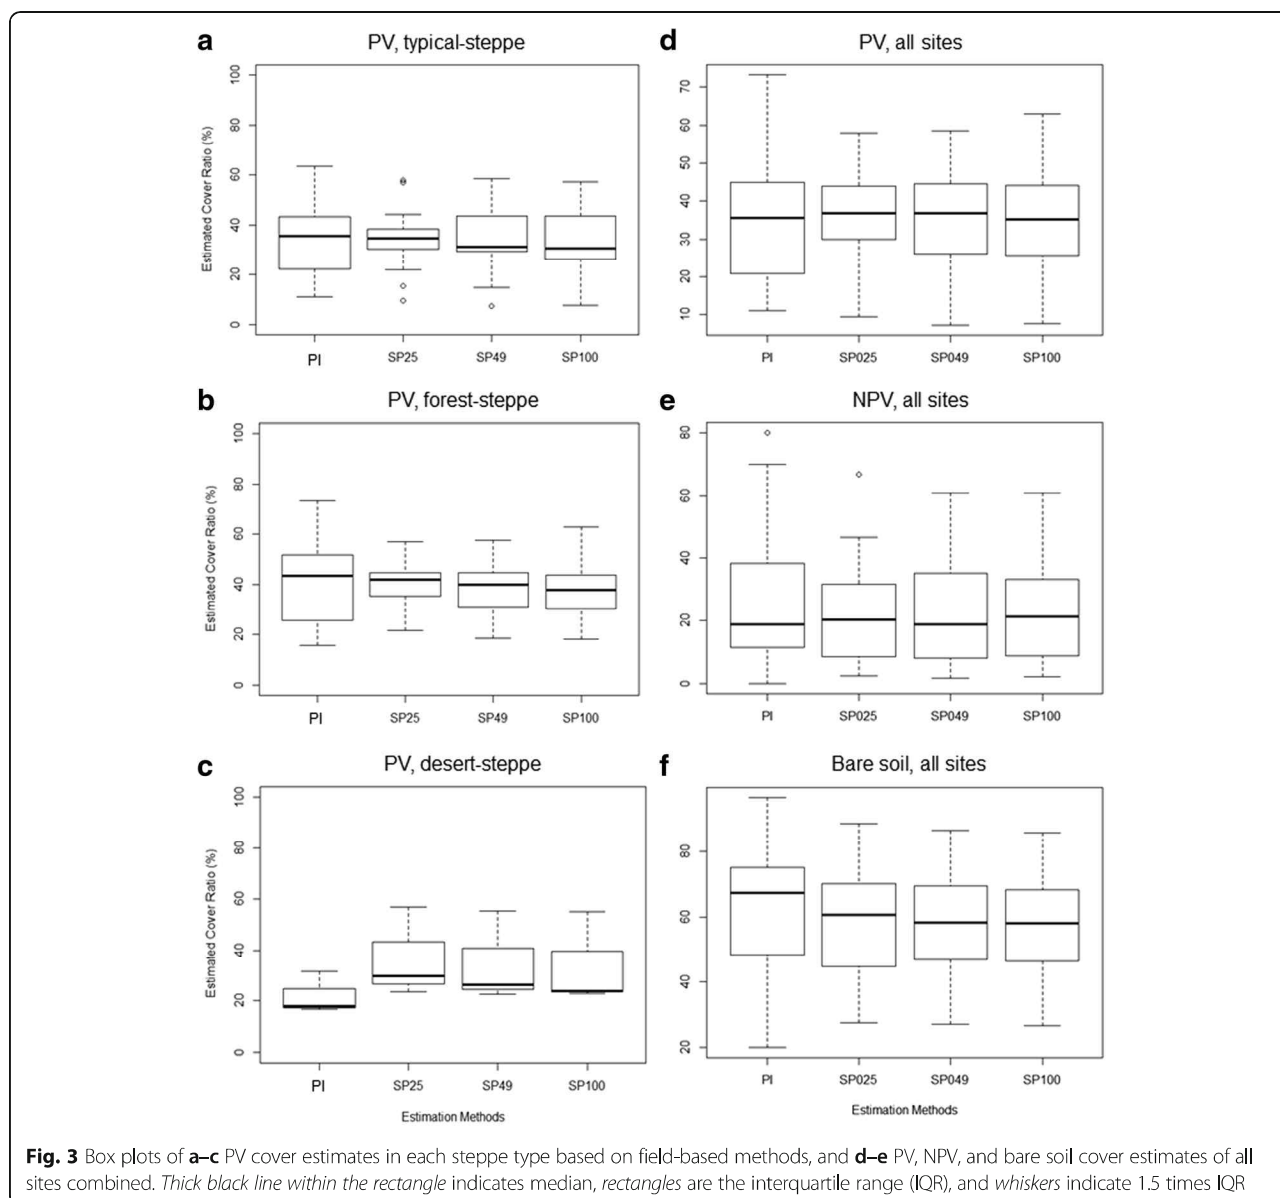 a
PV, typical-steppe
Estimated Cover Ratio (%)
100
80
60
40
20
0
PI SP25 SP49 SP100
b
PV, forest-steppe
Estimated Cover Ratio (%)
100
80
60
40
20
0
PI SP25 SP49 SP100
c
PV, desert-steppe
Estimated Cover Ratio (%)
100
80
60
40
20
0
PI SP25 SP49 SP100
Estimation Methods
d
PV, all sites
70
60
50
40
30
20
10
PI SP025 SP049 SP100
e
NPV, all sites
80
60
40
20
0
PI SP025 SP049 SP100
f
Bare soil, all sites
80
60
40
20
PI SP025 SP049 SP100
Estimation Methods
Fig. 3 Box plots of a–c PV cover estimates in each steppe type based on field-based methods, and d–e PV, NPV, and bare soil cover estimates of all
sites combined. Thick black line within the rectangle indicates median, rectangles are the interquartile range (IQR), and whiskers indicate 1.5 times IQR